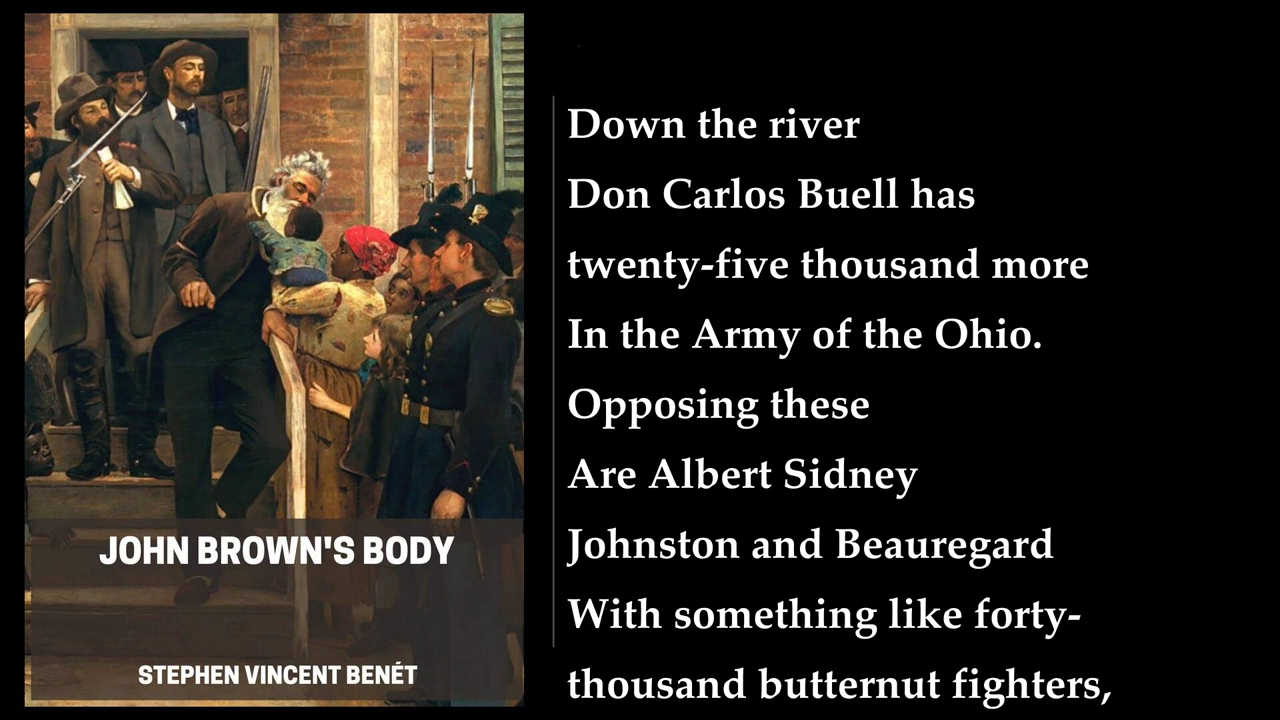 JOHN BROWN'S BODY
STEPHEN VINCENT BENÉT
Down the river
Don Carlos Buell has
twenty-five thousand more
In the Army of the Ohio.
Opposing these
Are Albert Sidney
Johnston and Beauregard
With something like forty-
thousand butternut fighters,